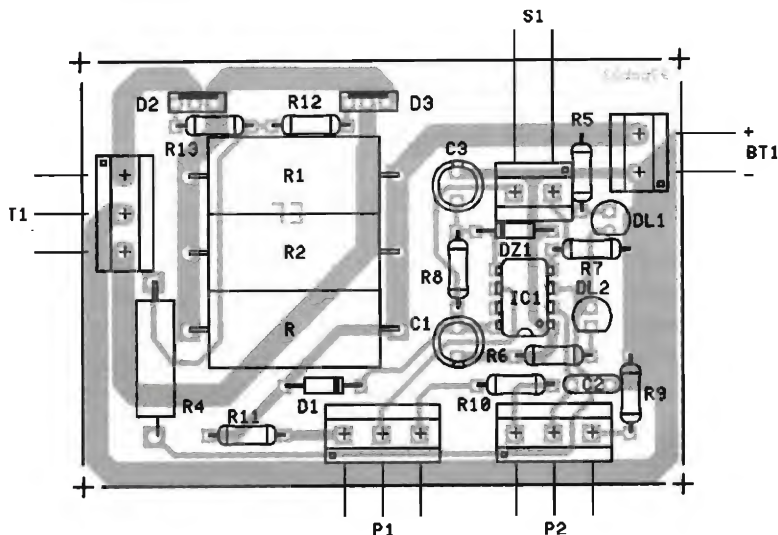 S1
D2
R12
D3
R13
R5
+
BT1
−
C3
R1
T1
DL1
DZ1
R2
R8
R7
IC1
DL2
R
C1
R6
R4
D1
R10
C2
R9
R11
P1
P2